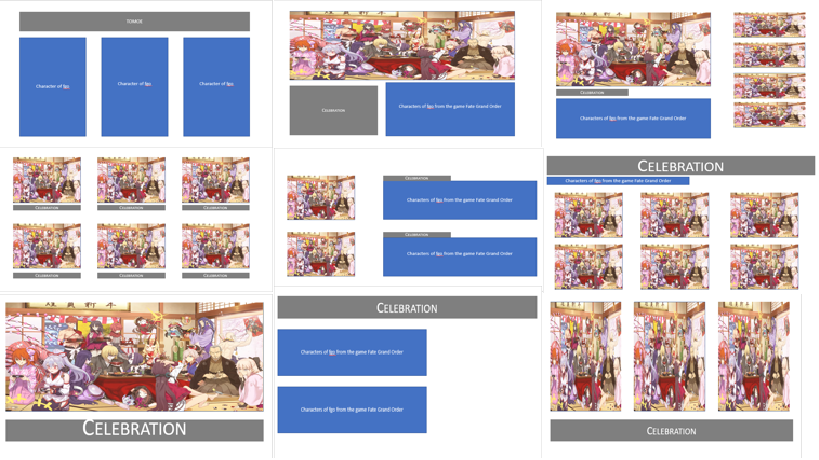 Character of fgo
Character of fgo
Characters of fgo
CELEBRATION
Characters of fgo from the game Fate Grand Order
CELEBRATION
Characters of fgo from the game Fate Grand Order
CELEBRATION
CELEBRATION
CELEBRATION
CELEBRATION
CELEBRATION
CELEBRATION
CELEBRATION
Characters of fgo from the game Fate Grand Order
CELEBRATION
Characters of fgo from the game Fate Grand Order
CELEBRATION
Characters of fgo from the game Fate Grand Order
CELEBRATION
CELEBRATION
Characters of fgo from the game Fate Grand Order
Characters of fgo from the game Fate Grand Order
CELEBRATION